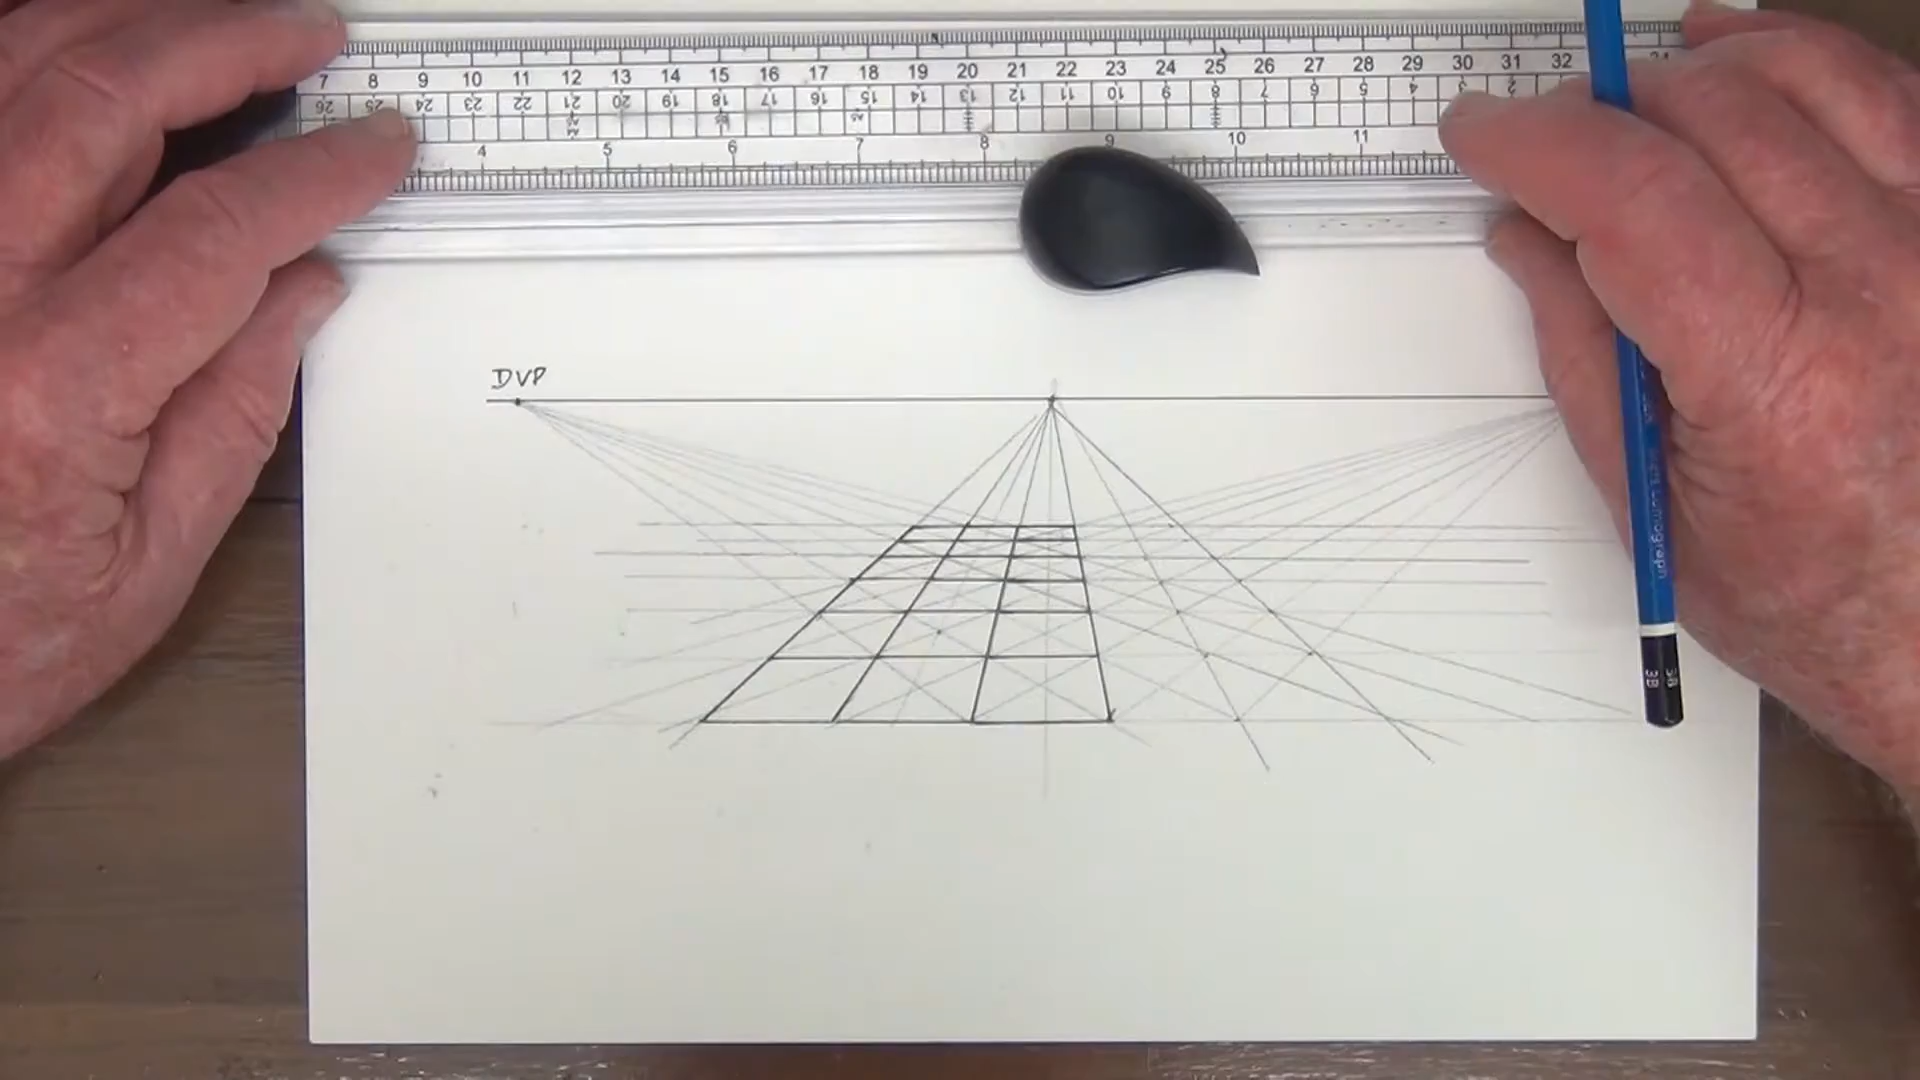 7 8 9 10 11 12 13 14 15 16 17 18 19 20 21 22 23 24 25 26 27 28 29 30 31 32
26 25 24 23 22 21 20 19 18 17 16 15 14 13 12 11 10 9 8 7 6 5 4 3 2
4 5 6 7 8 9 10 11
DVP
3B
3B